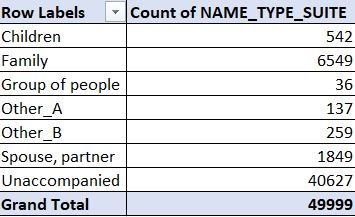 Row Labels Count of NAME_TYPE_SUITE
Children 542
Family 6549
Group of people 36
Other_A 137
Other_B 259
Spouse, partner 1849
Unaccompanied 40627
Grand Total 49999